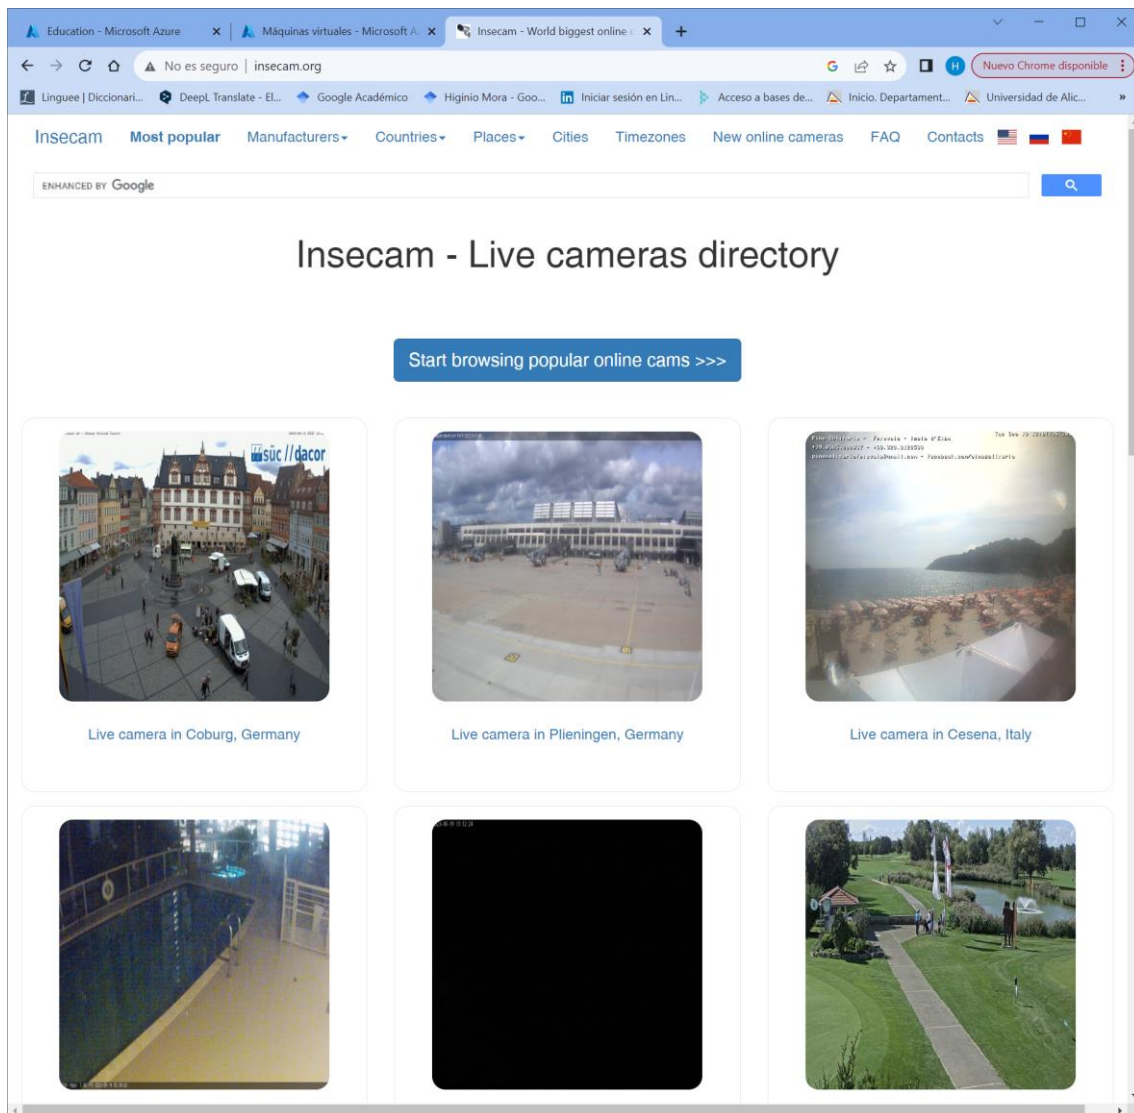 Education - Microsoft Azure
Máquinas virtuales - Microsoft A
Insecam - World biggest online c
No es seguro | insecam.org
Nuevo Chrome disponible
Linguee | Diccionari... DeepL Translate - El... Google Académico Higinio Mora - Goo... Iniciar sesión en Lin... Acceso a bases de... Inicio. Departament... Universidad de Alic... »
Insecam Most popular Manufacturers Countries Places Cities Timezones New online cameras FAQ Contacts
ENHANCED BY Google
Insecam - Live cameras directory
Start browsing popular online cams >>>
süc // dacor
Live camera in Coburg, Germany
Live camera in Plieningen, Germany
Live camera in Cesena, Italy